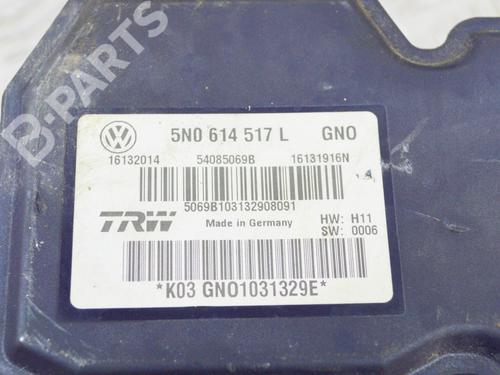 B-PARTS
5N0 614 517 L GNO
16132014 54085069B 16131916N
5069B103132908091
TRW Made in Germany HW: H11
SW: 0006
*K03 GNO1031329E*